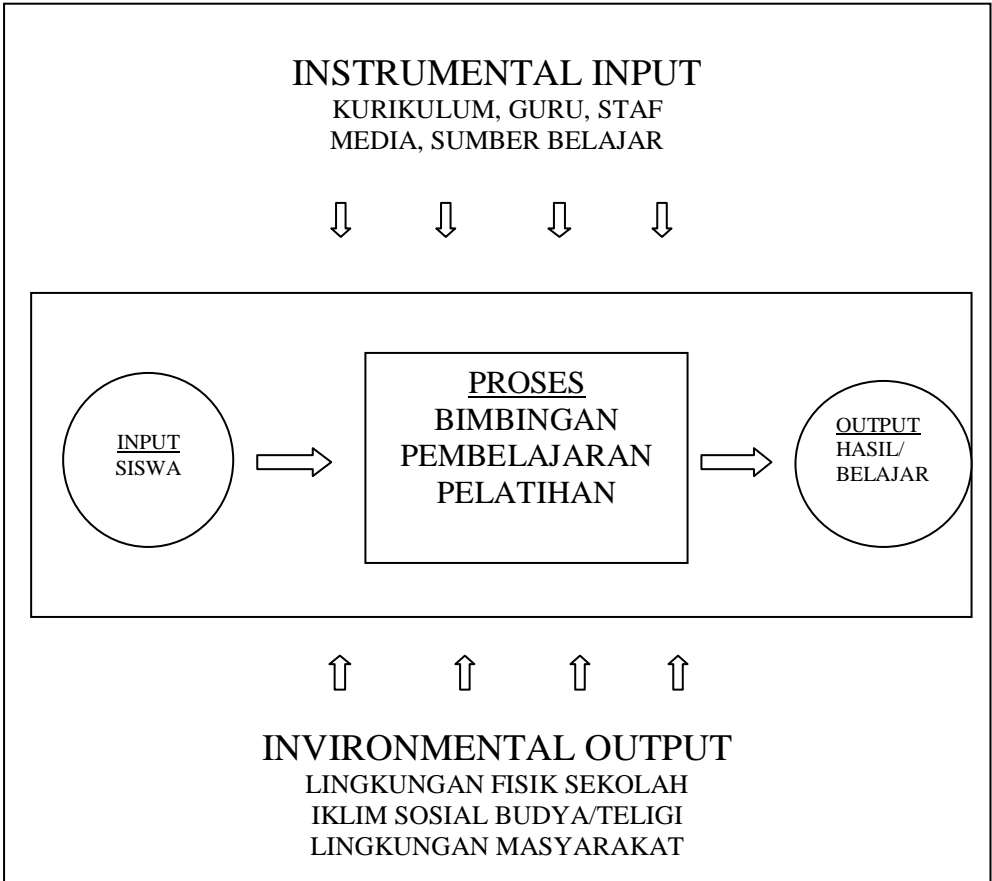 INSTRUMENTAL INPUT
KURIKULUM, GURU, STAF
MEDIA, SUMBER BELAJAR
INPUT
SISWA
PROSES
BIMBINGAN
PEMBELAJARAN
PELATIHAN
OUTPUT
HASIL/
BELAJAR
INVIRONMENTAL OUTPUT
LINGKUNGAN FISIK SEKOLAH
IKLIM SOSIAL BUDYA/TELIGI
LINGKUNGAN MASYARAKAT